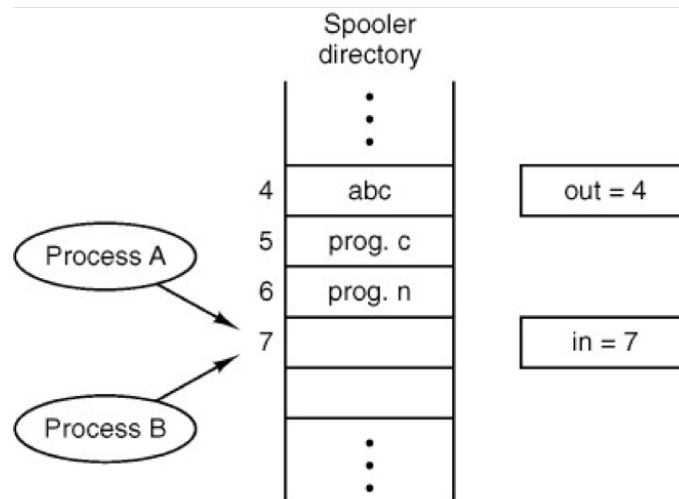 Spooler
directory
4 abc out = 4
Process A
5 prog. c
6 prog. n
7 in = 7
Process B